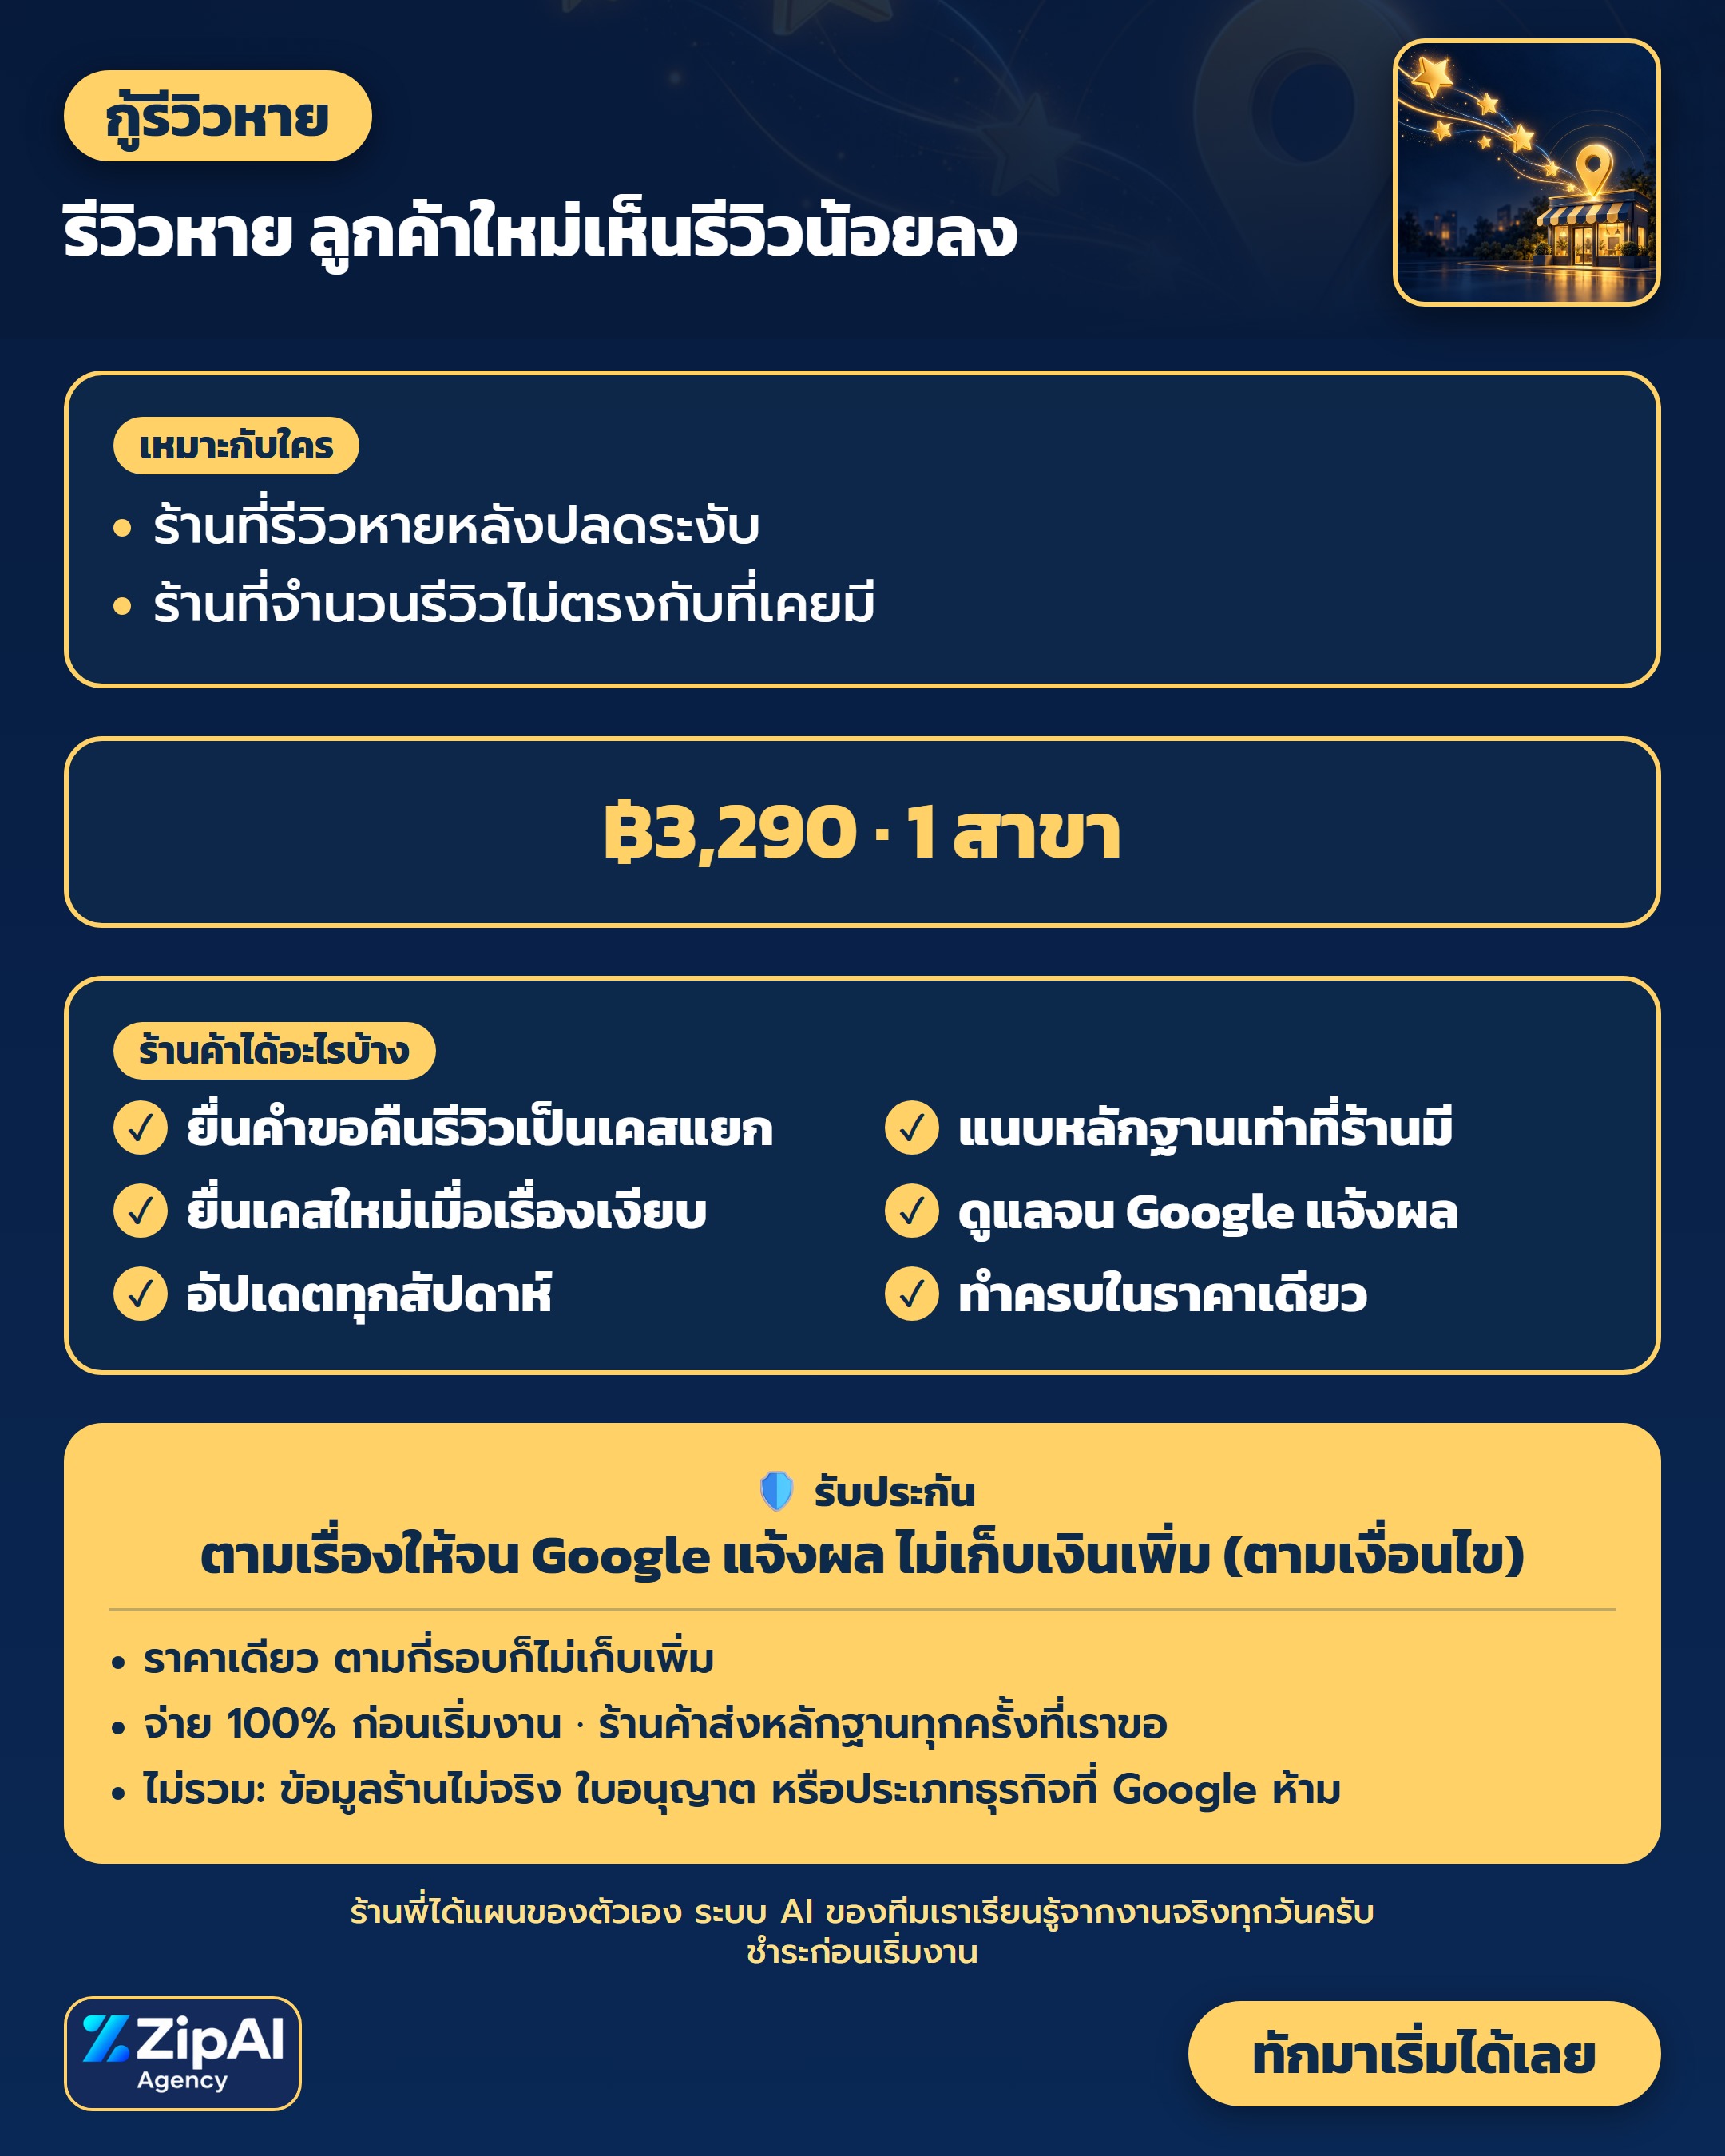 กู้รีวิวหาย
รีวิวหาย ลูกค้าใหม่เห็นรีวิวน้อยลง
เหมาะกับใคร
• ร้านที่รีวิวหายหลังปลดระงับ
• ร้านที่จำนวนรีวิวไม่ตรงกับที่เคยมี
฿3,290 · 1 สาขา
ร้านค้าได้อะไรบ้าง
✓ ยื่นคำขอคืนรีวิวเป็นเคสแยก
✓ แนบหลักฐานเท่าที่ร้านมี
✓ ยื่นเคสใหม่เมื่อเรื่องเงียบ
✓ ดูแลจน Google แจ้งผล
✓ อัปเดตทุกสัปดาห์
✓ ทำครบในราคาเดียว
รับประกัน
ตามเรื่องให้จน Google แจ้งผล ไม่เก็บเงินเพิ่ม (ตามเงื่อนไข)
• ราคาเดียว ตามกี่รอบก็ไม่เก็บเพิ่ม
• จ่าย 100% ก่อนเริ่มงาน · ร้านค้าส่งหลักฐานทุกครั้งที่เราขอ
• ไม่รวม: ข้อมูลร้านไม่จริง ใบอนุญาต หรือประเภทธุรกิจที่ Google ห้าม
ร้านพี่ได้แผนของตัวเอง ระบบ AI ของทีมเราเรียนรู้จากงานจริงทุกวันครับ
ชำระก่อนเริ่มงาน
ZipAI
Agency
ทักมาเริ่มได้เลย